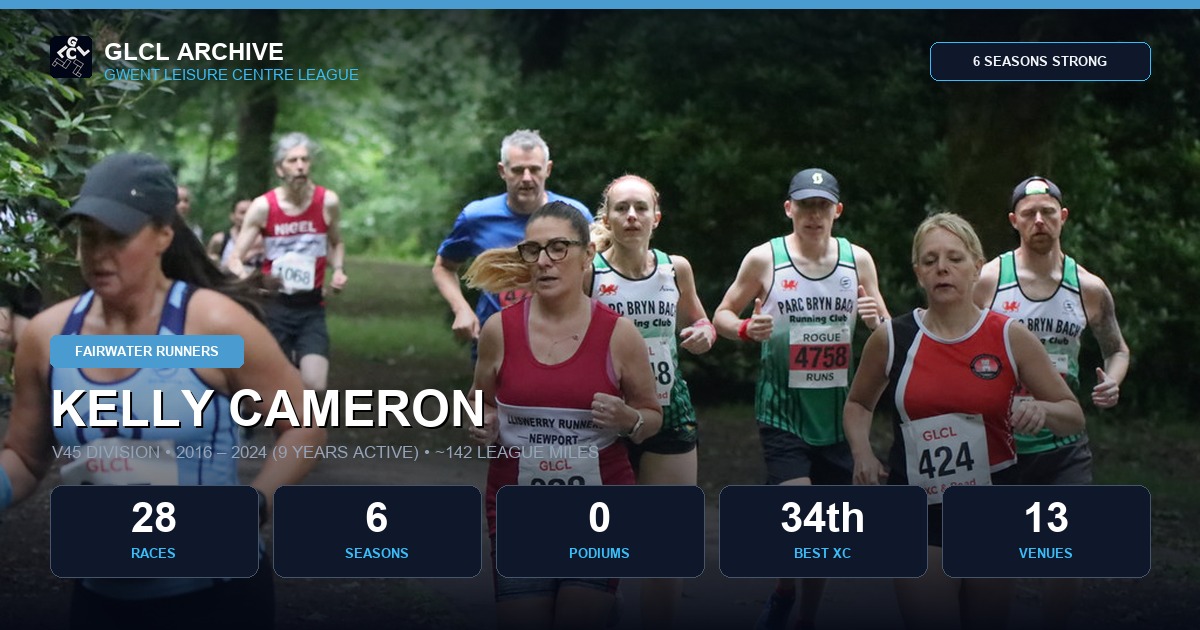 GLCL ARCHIVE
GWENT LEISURE CENTRE LEAGUE
6 SEASONS STRONG
NIGEL
1068
PARC BRYN BACH
Running Club
ROGUE
4758
RUNS
LLISWERRY RUNNERS
NEWPORT
GLCL
GLCL
424
GLCL
FAIRWATER RUNNERS
KELLY CAMERON
V45 DIVISION • 2016 – 2024 (9 YEARS ACTIVE) • ~142 LEAGUE MILES
28
RACES
6
SEASONS
0
PODIUMS
34th
BEST XC
13
VENUES